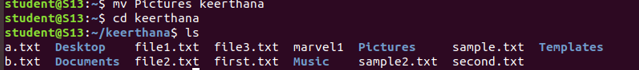 student@S13:~$ mv Pictures keerthana
student@S13:~$ cd keerthana
student@S13:~/keerthana$ ls
a.txt Desktop file1.txt file3.txt marvel1 Pictures sample.txt Templates
b.txt Documents file2.txt first.txt Music sample2.txt second.txt